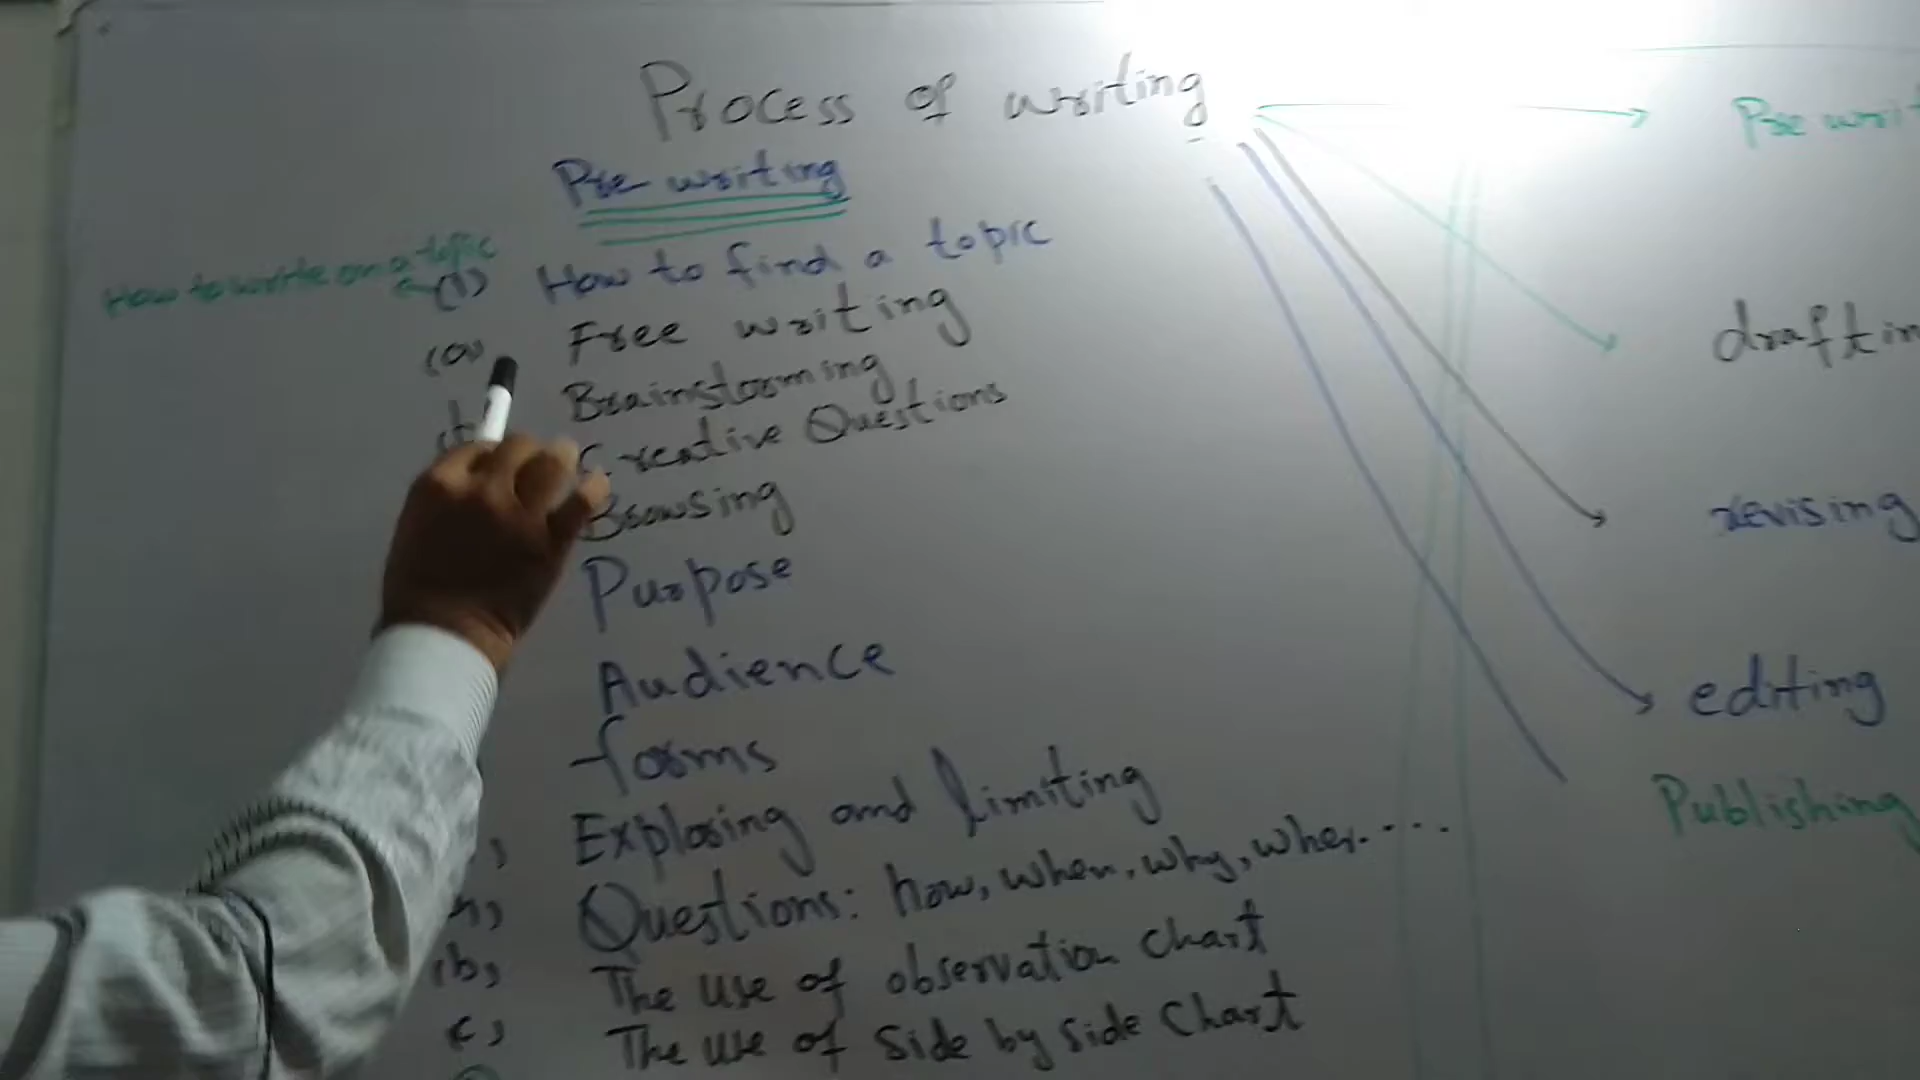 Process of writing
Pre writing
Pre-writing
How to write on a topic
(1) How to find a topic
(a) Free writing
Brainstorming
Creative Questions
Browsing
Purpose
Audience
forms
Exploring and limiting
Questions: how, when, why, where....
(b) The use of observation chart
c) The use of side by side chart
drafting
revising
editing
Publishing